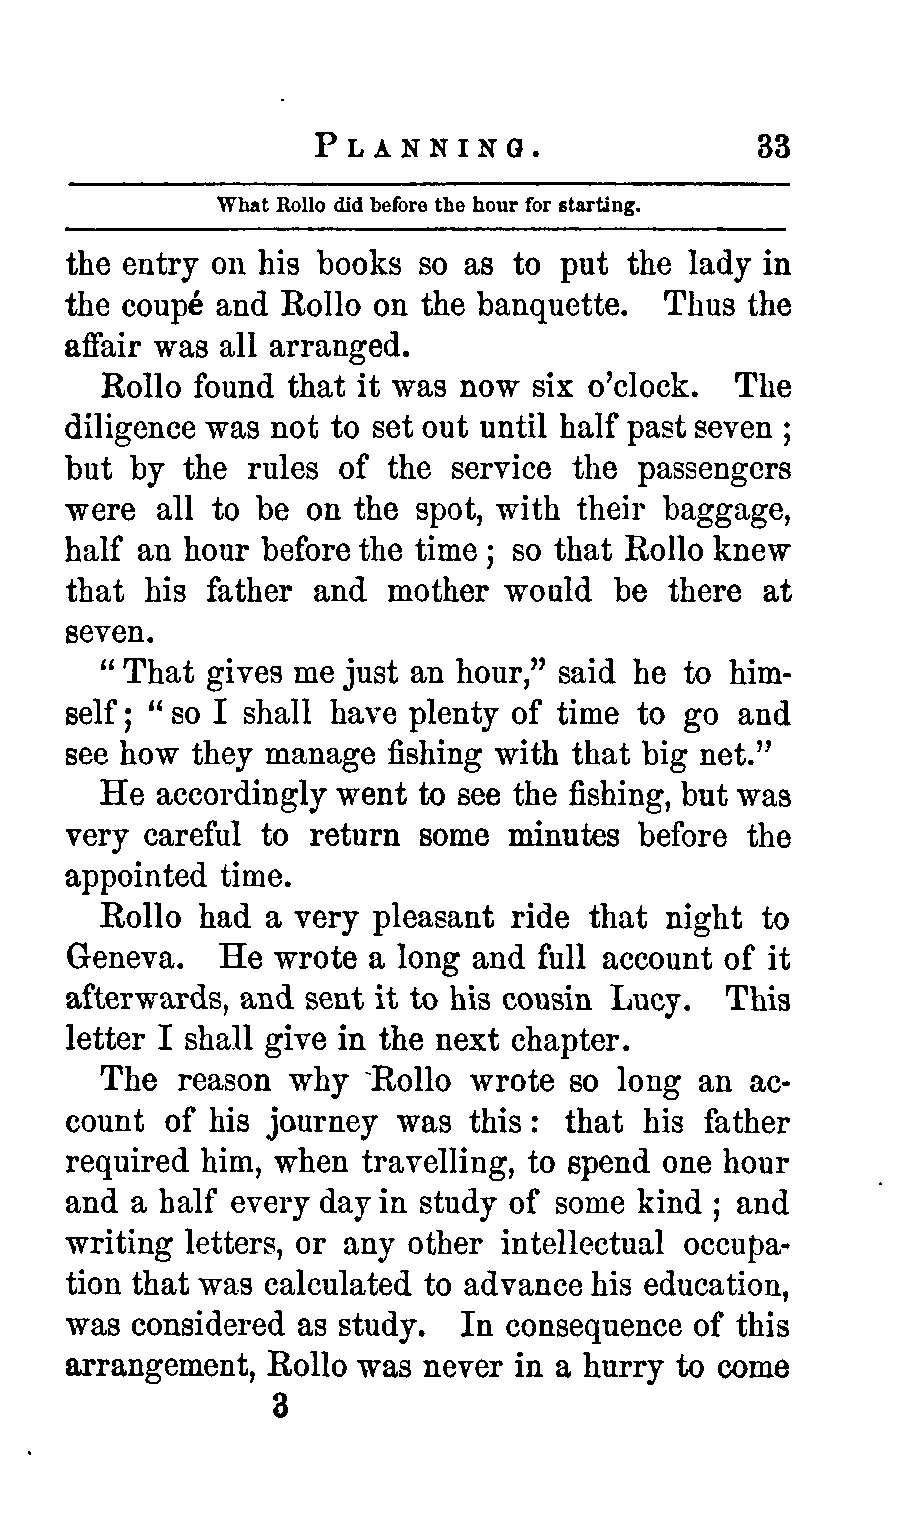 PLANNING. 33
What Rollo did before the hour for starting.
the entry on his books so as to put the lady in
the coupé and Rollo on the banquette. Thus the
affair was all arranged.
Rollo found that it was now six o'clock. The
diligence was not to set out until half past seven ;
but by the rules of the service the passengers
were all to be on the spot, with their baggage,
half an hour before the time ; so that Rollo knew
that his father and mother would be there at
seven.
" That gives me just an hour," said he to him-
self ; " so I shall have plenty of time to go and
see how they manage fishing with that big net."
He accordingly went to see the fishing, but was
very careful to return some minutes before the
appointed time.
Rollo had a very pleasant ride that night to
Geneva. He wrote a long and full account of it
afterwards, and sent it to his cousin Lucy. This
letter I shall give in the next chapter.
The reason why Rollo wrote so long an ac-
count of his journey was this : that his father
required him, when travelling, to spend one hour
and a half every day in study of some kind ; and
writing letters, or any other intellectual occupa-
tion that was calculated to advance his education,
was considered as study. In consequence of this
arrangement, Rollo was never in a hurry to come
3